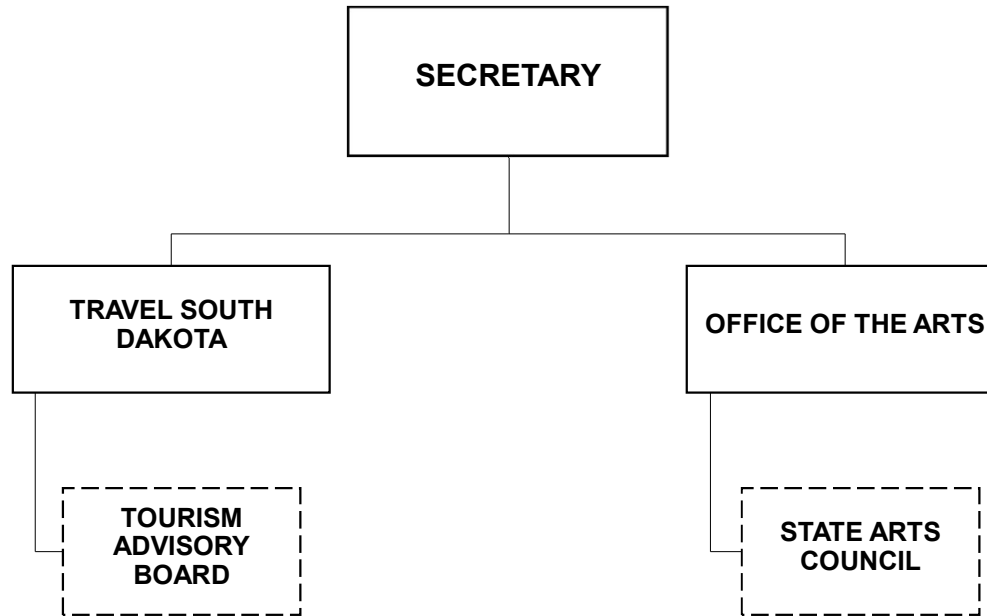 SECRETARY
TRAVEL SOUTH
DAKOTA
OFFICE OF THE ARTS
TOURISM
ADVISORY
BOARD
STATE ARTS
COUNCIL